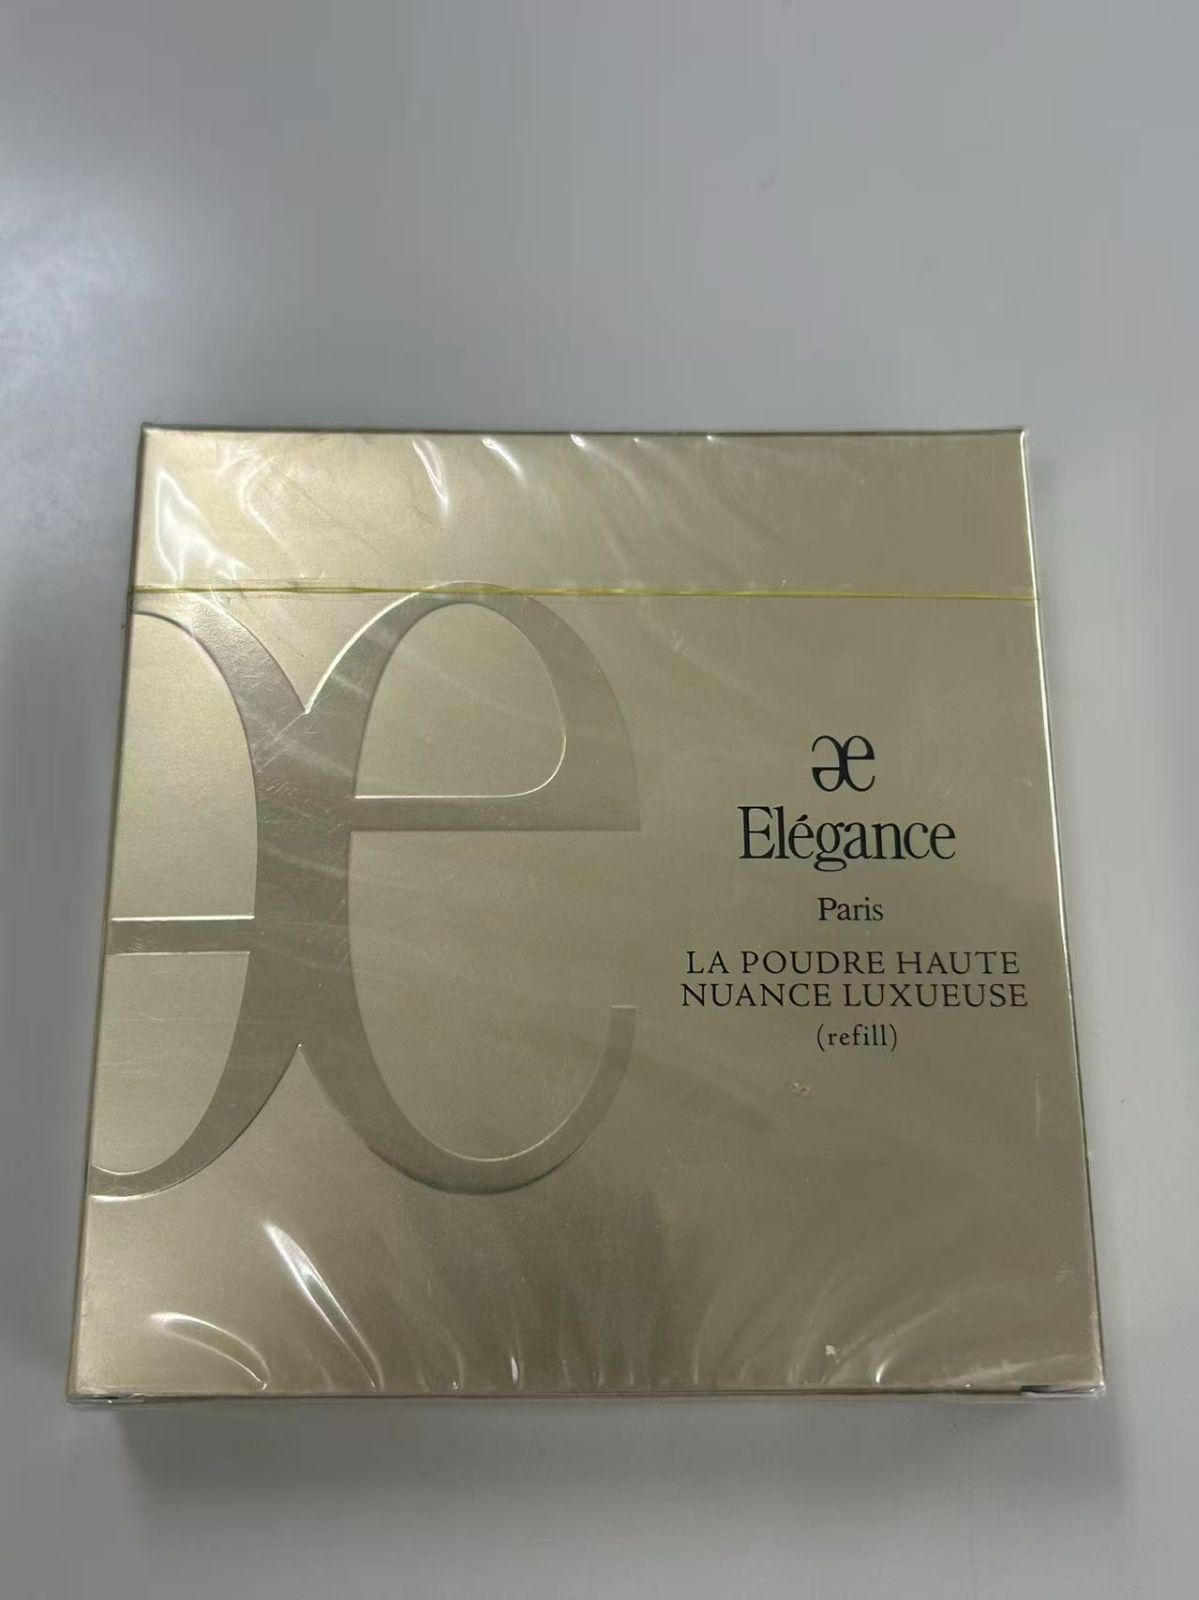 æ
Elégance
Paris
LA POUDRE HAUTE
NUANCE LUXUEUSE
(refill)